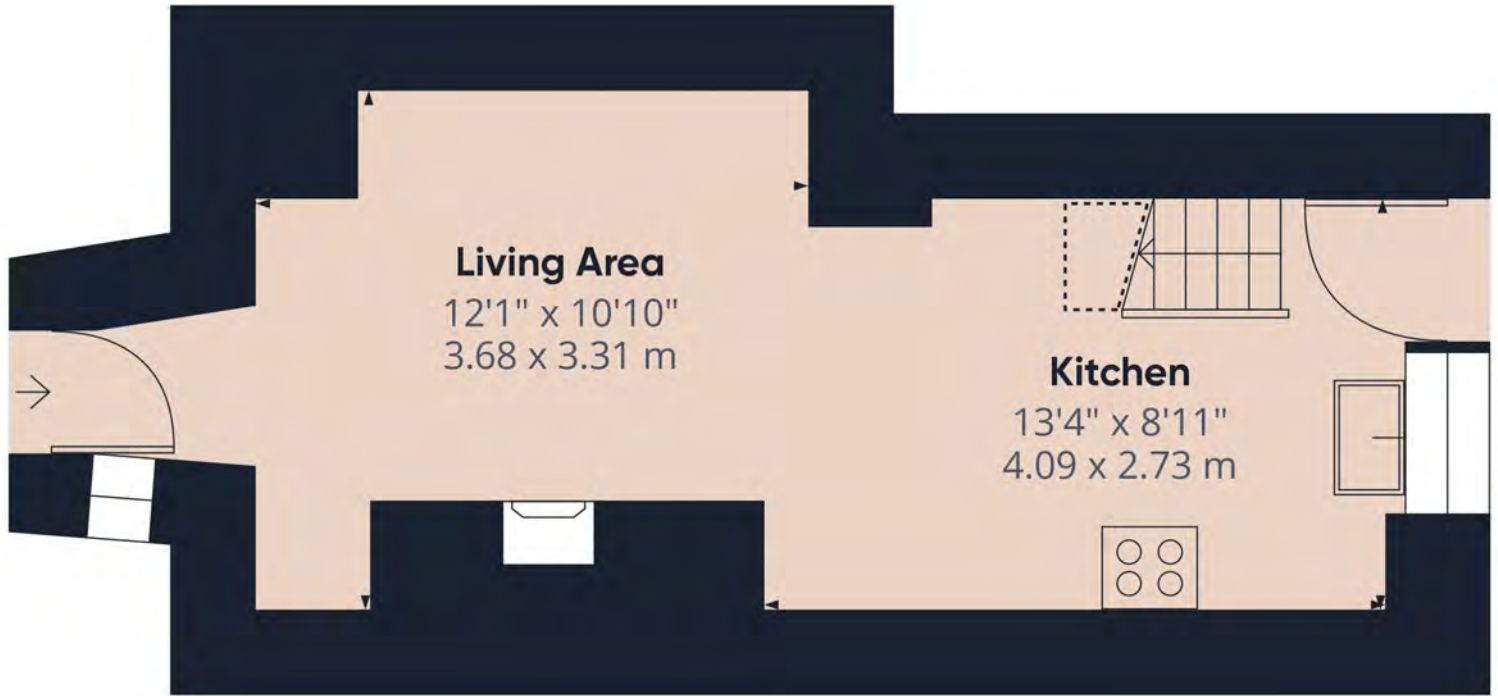 Living Area
12'1" x 10'10"
3.68 x 3.31 m
Kitchen
13'4" x 8'11"
4.09 x 2.73 m